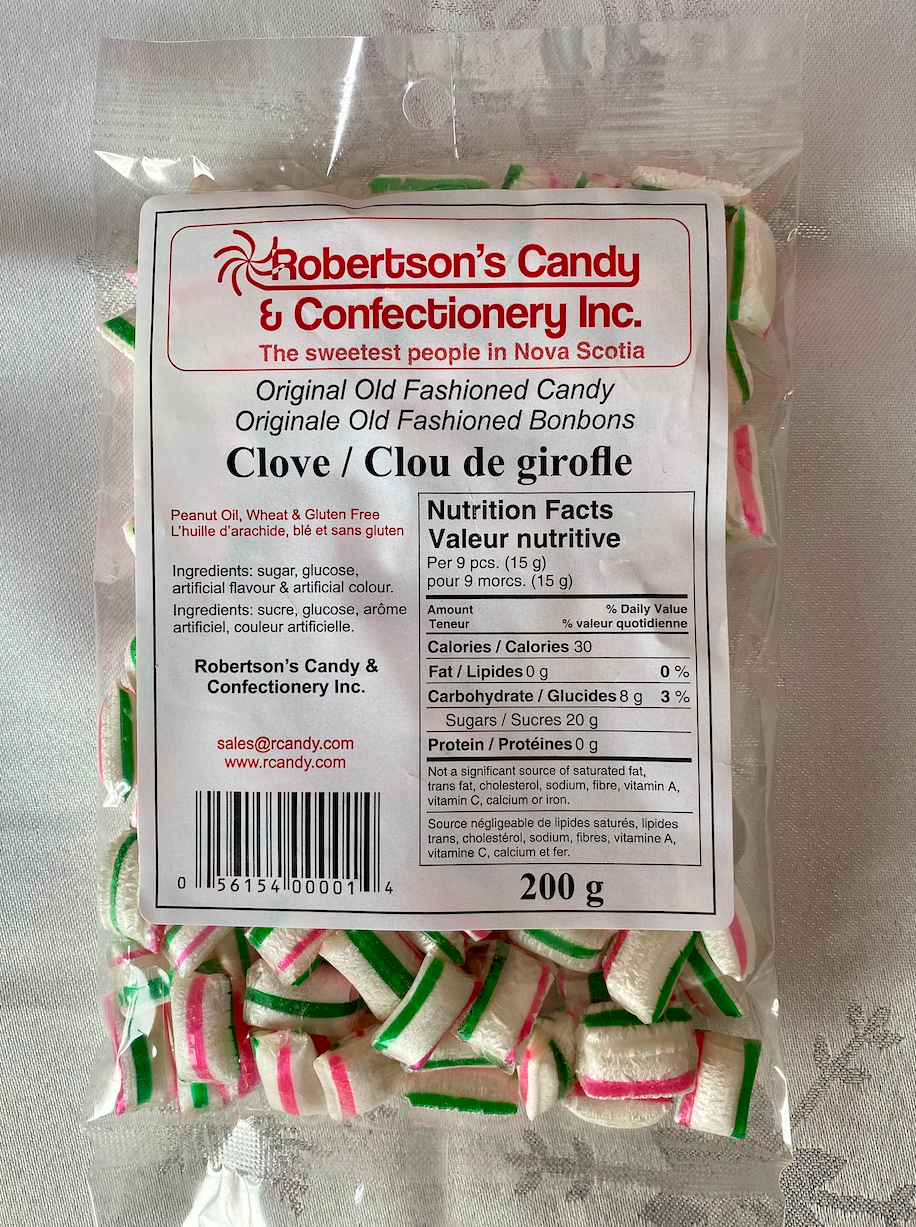 Robertson's Candy
& Confectionery Inc.
The sweetest people in Nova Scotia
Original Old Fashioned Candy
Originale Old Fashioned Bonbons
Clove / Clou de girofle
Peanut Oil, Wheat & Gluten Free
L'huille d'arachide, blé et sans gluten
Ingredients: sugar, glucose,
artificial flavour & artificial colour.
Ingredients: sucre, glucose, arôme
artificiel, couleur artificielle.
Robertson's Candy &
Confectionery Inc.
sales@rcandy.com
www.rcandy.com
0 56154 00001 4
Nutrition Facts
Valeur nutritive
Per 9 pcs. (15 g)
pour 9 morcs. (15 g)
Amount % Daily Value
Teneur % valeur quotidienne
Calories / Calories 30
Fat / Lipides 0 g 0 %
Carbohydrate / Glucides 8 g 3 %
Sugars / Sucres 20 g
Protein / Protéines 0 g
Not a significant source of saturated fat,
trans fat, cholesterol, sodium, fibre, vitamin A,
vitamin C, calcium or iron.
Source négligeable de lipides saturés, lipides
trans, cholestérol, sodium, fibres, vitamine A,
vitamine C, calcium et fer.
200 g